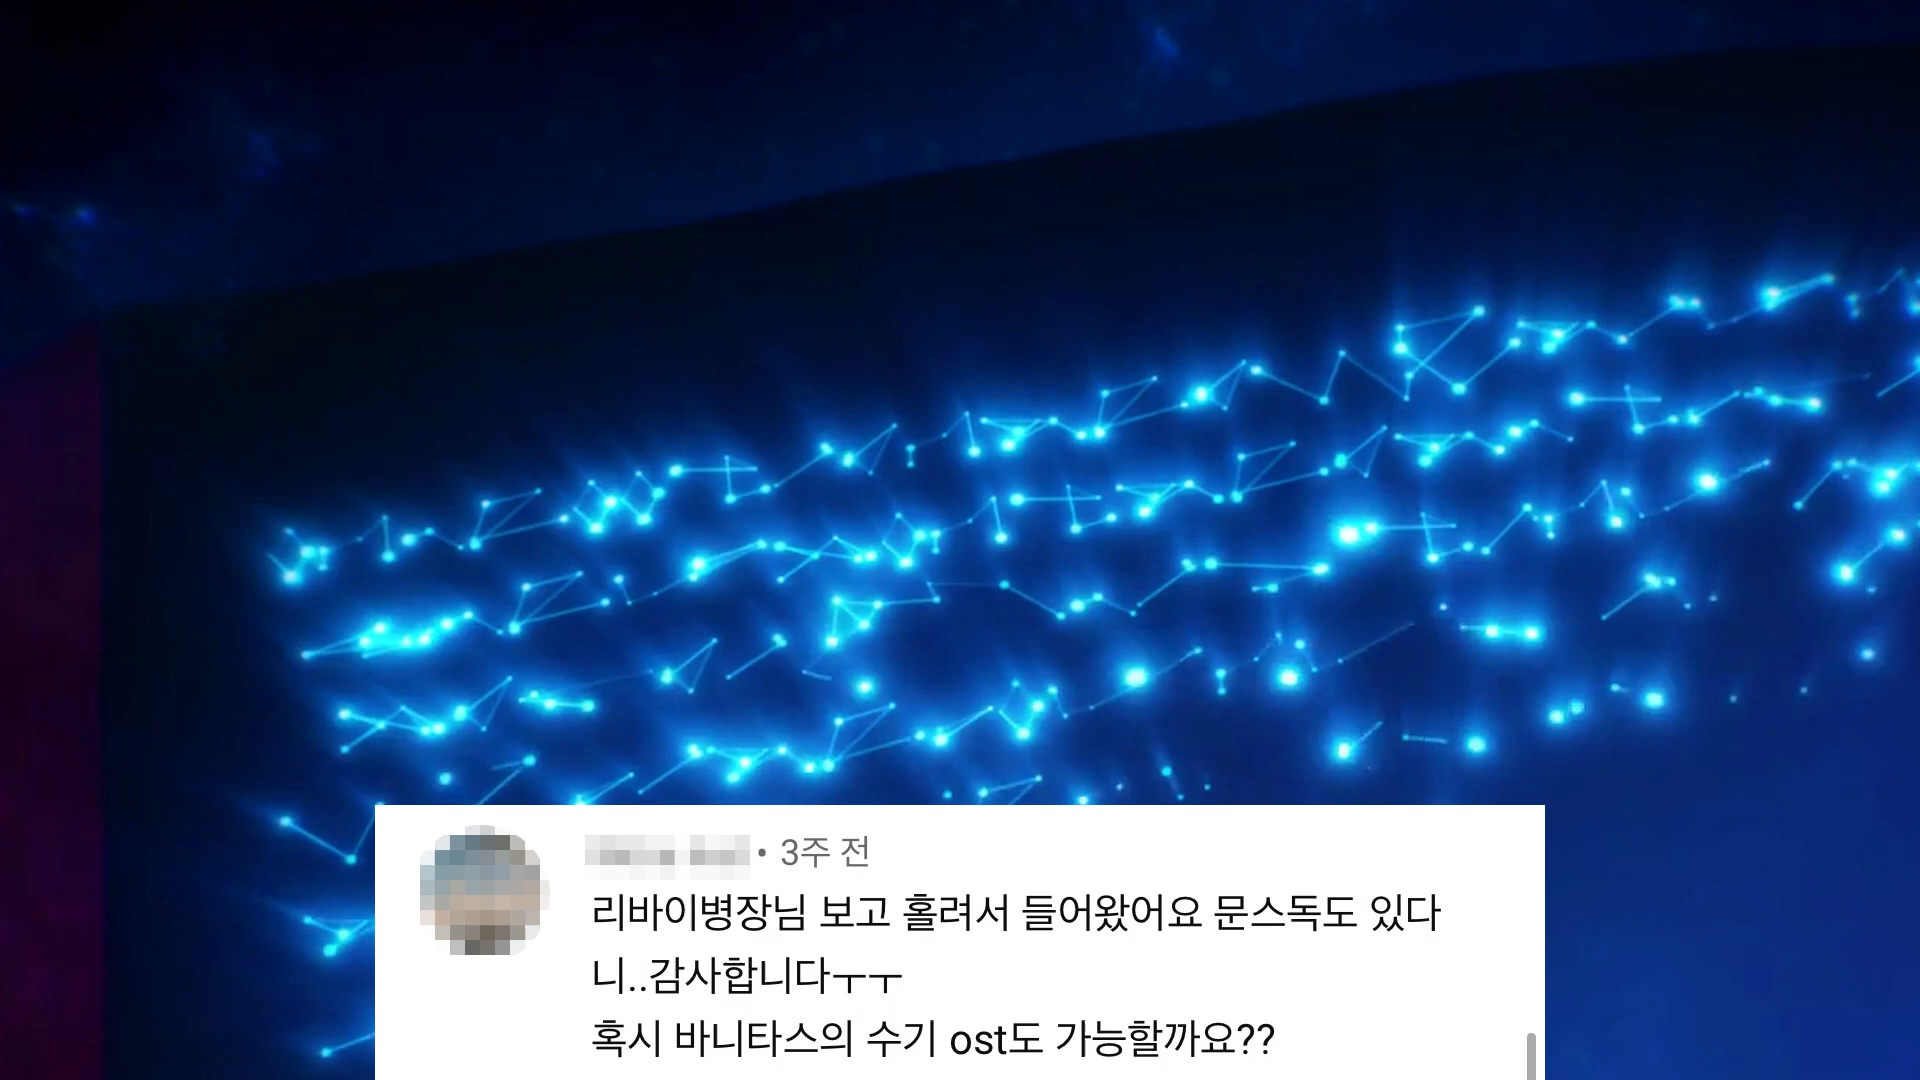 • 3주 전
리바이병장님 보고 홀려서 들어왔어요 문스독도 있다
니..감사합니다ㅜㅜ
혹시 바니타스의 수기 ost도 가능할까요??